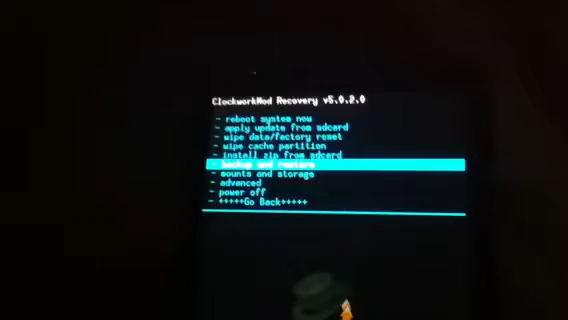 ClockworkMod Recovery v5.0.2.0
- reboot system now
- apply update from sdcard
- wipe data/factory reset
- wipe cache partition
- install zip from sdcard
- backup and restore
- mounts and storage
- advanced
- power off
- +++++Go Back+++++